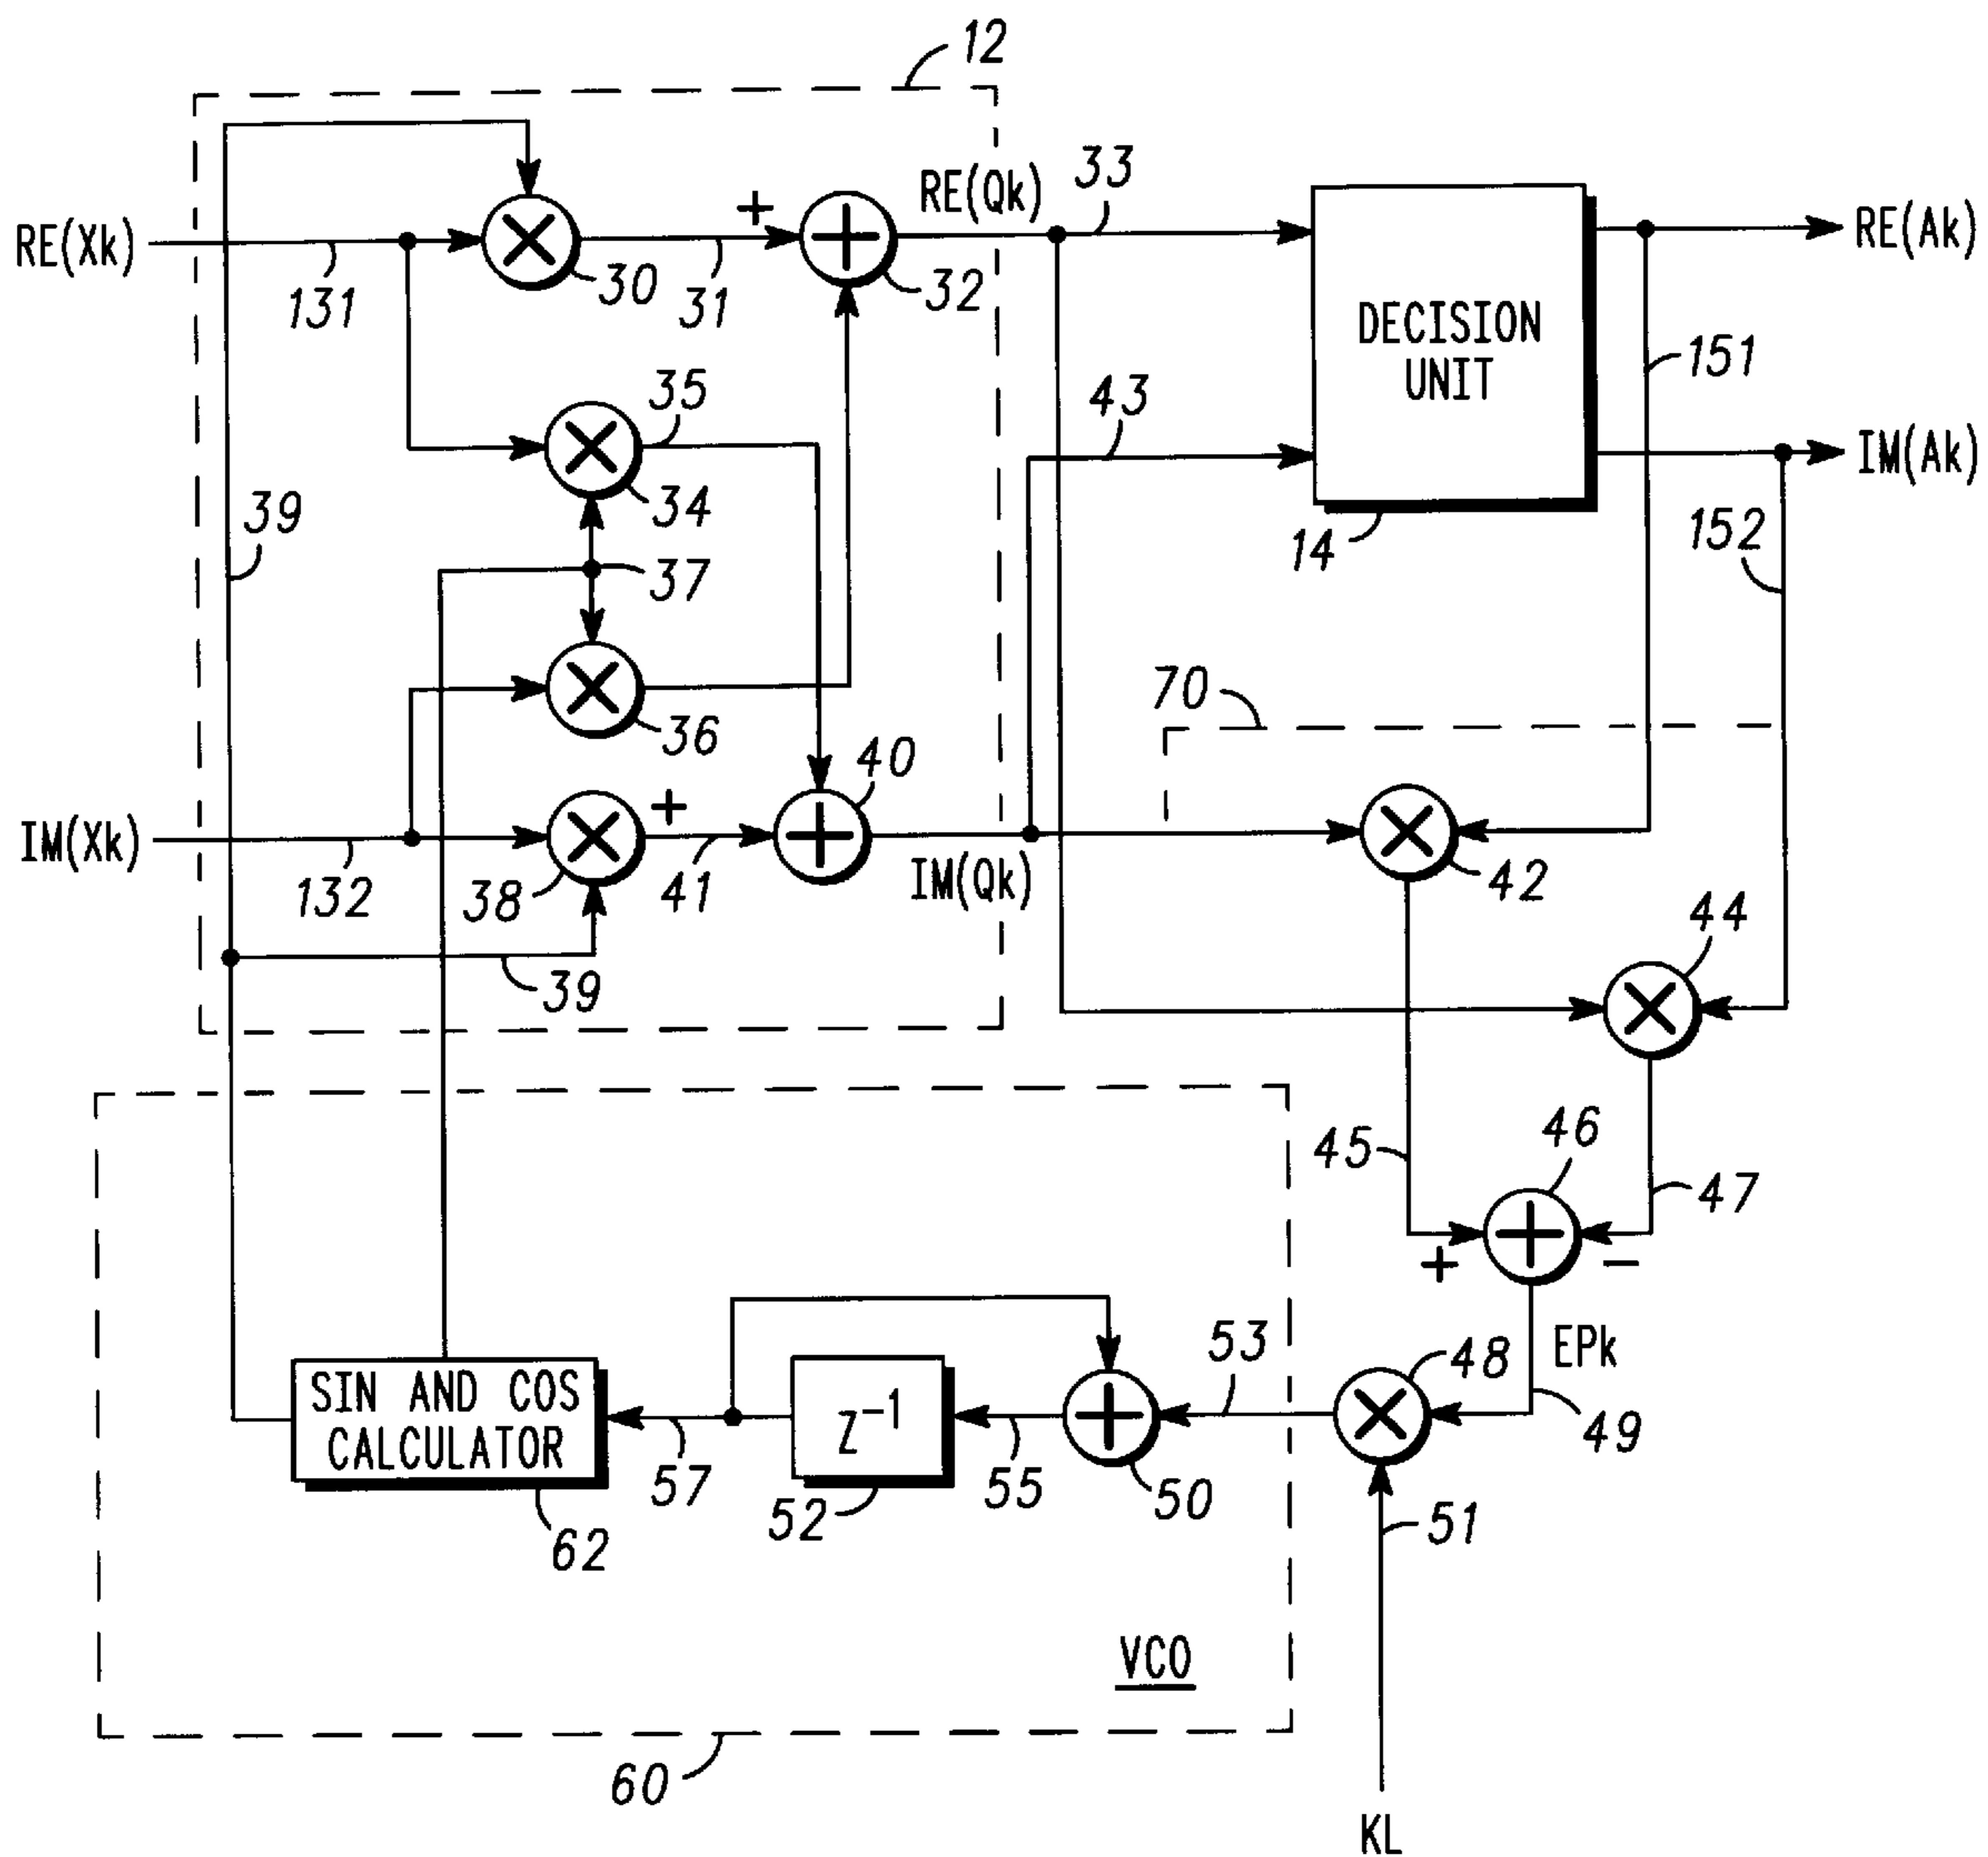 12
RE(Qk)
33
+
RE(Xk)
131
30
31
32
DECISION
UNIT
RE(Ak)
151
35
43
IM(Ak)
39
34
14
152
37
70
36
40
+
IM(Xk)
132
38
41
IM(Qk)
42
44
39
45
46
47
+
−
53
48
EPk
SIN AND COS
CALCULATOR
Z−1
49
57
55
50
52
51
62
VCO
60
KL